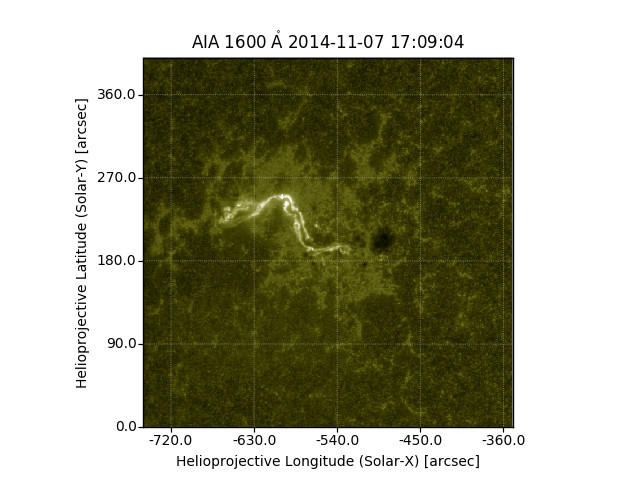 AIA 1600 Å 2014-11-07 17:09:04
Helioprojective Latitude (Solar-Y) [arcsec]
360.0
270.0
180.0
90.0
0.0
-720.0 -630.0 -540.0 -450.0 -360.0
Helioprojective Longitude (Solar-X) [arcsec]